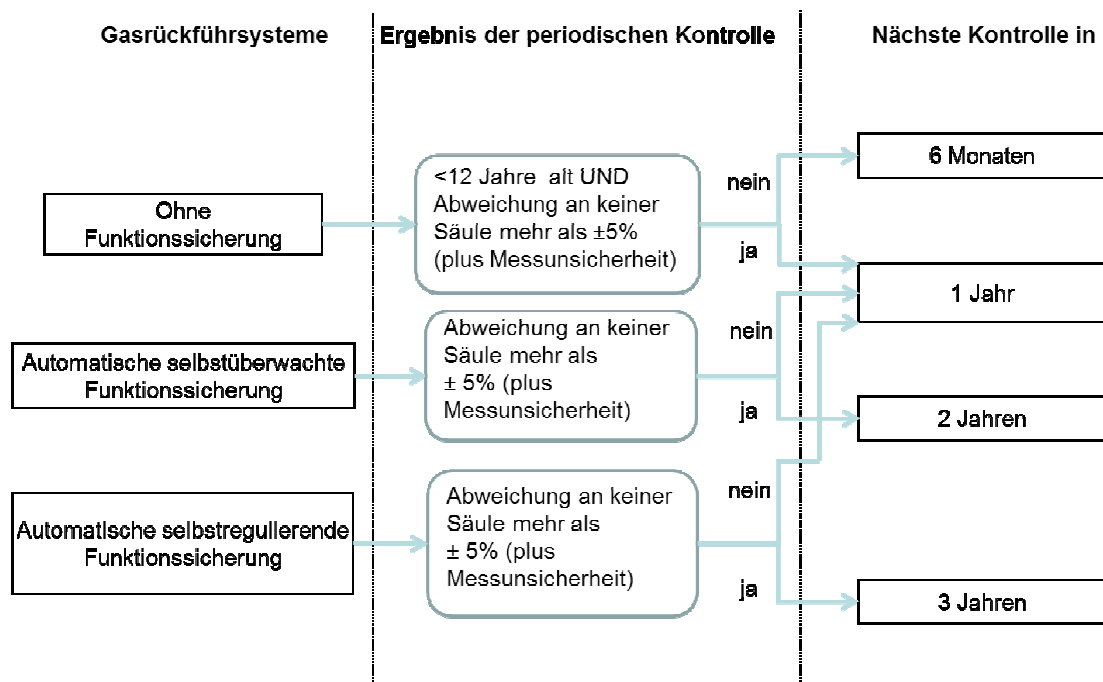 Gasrückführsysteme
Ergebnis der periodischen Kontrolle
Nächste Kontrolle in
6 Monaten
<12 Jahre alt UND
Abweichung an keiner
Säule mehr als ±5%
(plus Messunsicherheit)
nein
Ohne
Funktionssicherung
ja
1 Jahr
Abweichung an keiner
Säule mehr als
± 5% (plus
Messunsicherheit)
nein
Automatische selbstüberwachte
Funktionssicherung
ja
2 Jahren
Abweichung an keiner
Säule mehr als
± 5% (plus
Messunsicherheit)
nein
Automatische selbstregulierende
Funktionssicherung
ja
3 Jahren